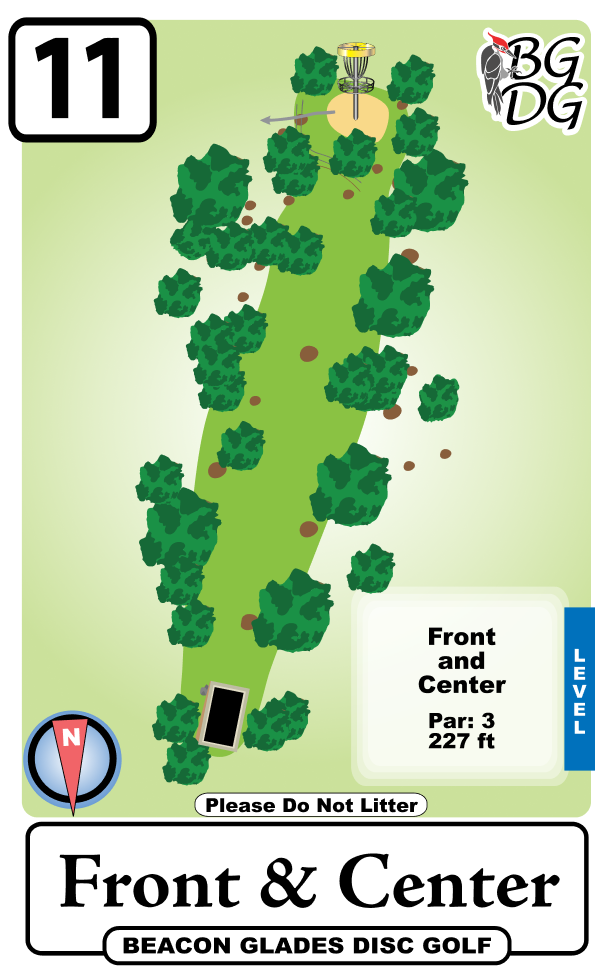 11
BG
DG
Front
and
Center
Par: 3
227 ft
LEVEL
N
Please Do Not Litter
Front & Center
BEACON GLADES DISC GOLF